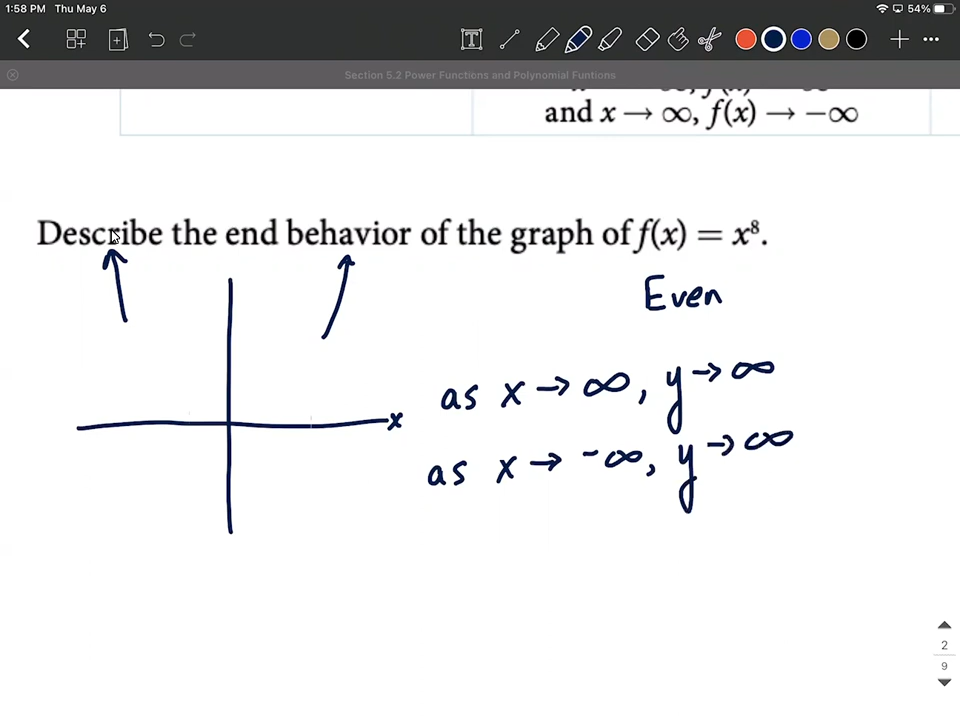 1:58 PM Thu May 6
54%
Section 5.2 Power Functions and Polynomial Funtions
and x → ∞, f(x) → −∞
Describe the end behavior of the graph of f(x) = x⁸.
Even
as x → ∞, y → ∞
x
as x → -∞, y → ∞
2
9